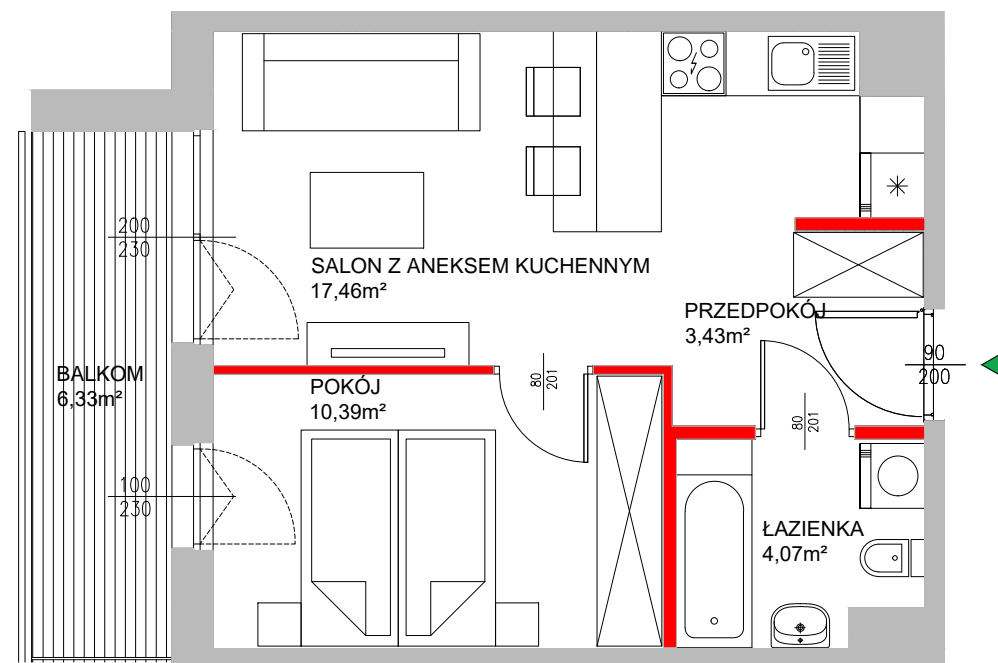 200
230
SALON Z ANEKSEM KUCHENNYM
17,46m²
PRZEDPOKÓJ
3,43m²
90
200
BALKOM
6,33m²
POKÓJ
10,39m²
80
201
80
201
100
230
ŁAZIENKA
4,07m²